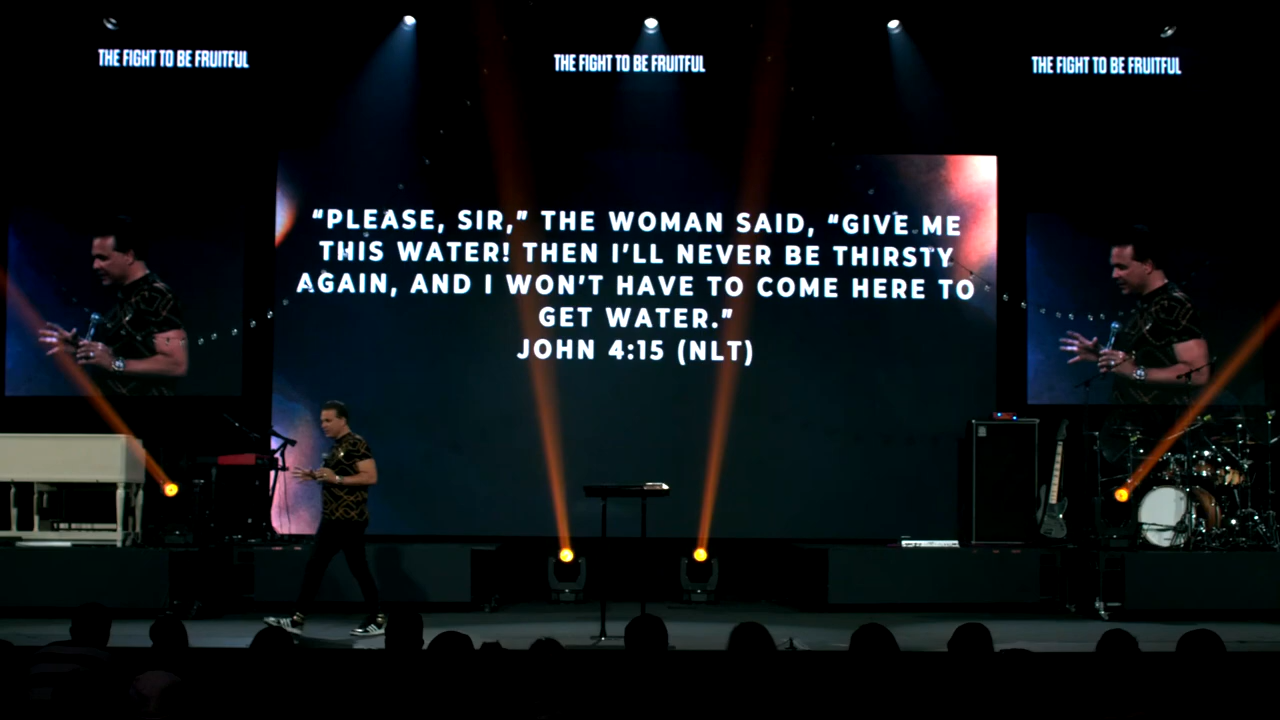 THE FIGHT TO BE FRUITFUL
THE FIGHT TO BE FRUITFUL
THE FIGHT TO BE FRUITFUL
“PLEASE, SIR,” THE WOMAN SAID, “GIVE ME
THIS WATER! THEN I’LL NEVER BE THIRSTY
AGAIN, AND I WON’T HAVE TO COME HERE TO
GET WATER.”
JOHN 4:15 (NLT)